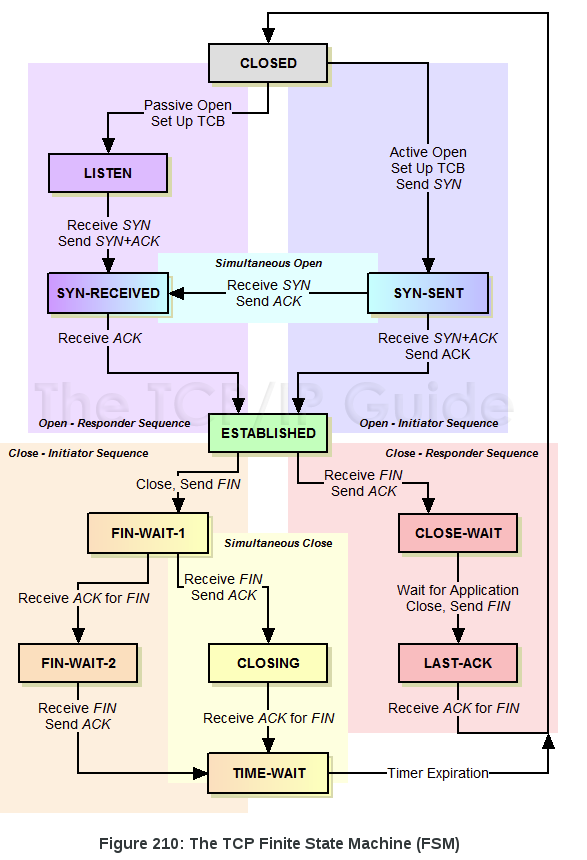 CLOSED
Passive Open
Set Up TCB
LISTEN
Active Open
Set Up TCB
Send SYN
Receive SYN
Send SYN+ACK
Simultaneous Open
SYN-RECEIVED
Receive SYN
Send ACK
SYN-SENT
Receive ACK
Receive SYN+ACK
Send ACK
The TCP/IP Guide
Open - Responder Sequence
ESTABLISHED
Open - Initiator Sequence
Close - Initiator Sequence
Close - Responder Sequence
Close, Send FIN
Receive FIN
Send ACK
FIN-WAIT-1
Simultaneous Close
CLOSE-WAIT
Receive ACK for FIN
Receive FIN
Send ACK
Wait for Application
Close, Send FIN
FIN-WAIT-2
CLOSING
LAST-ACK
Receive FIN
Send ACK
Receive ACK for FIN
Receive ACK for FIN
TIME-WAIT
Timer Expiration
Figure 210: The TCP Finite State Machine (FSM)